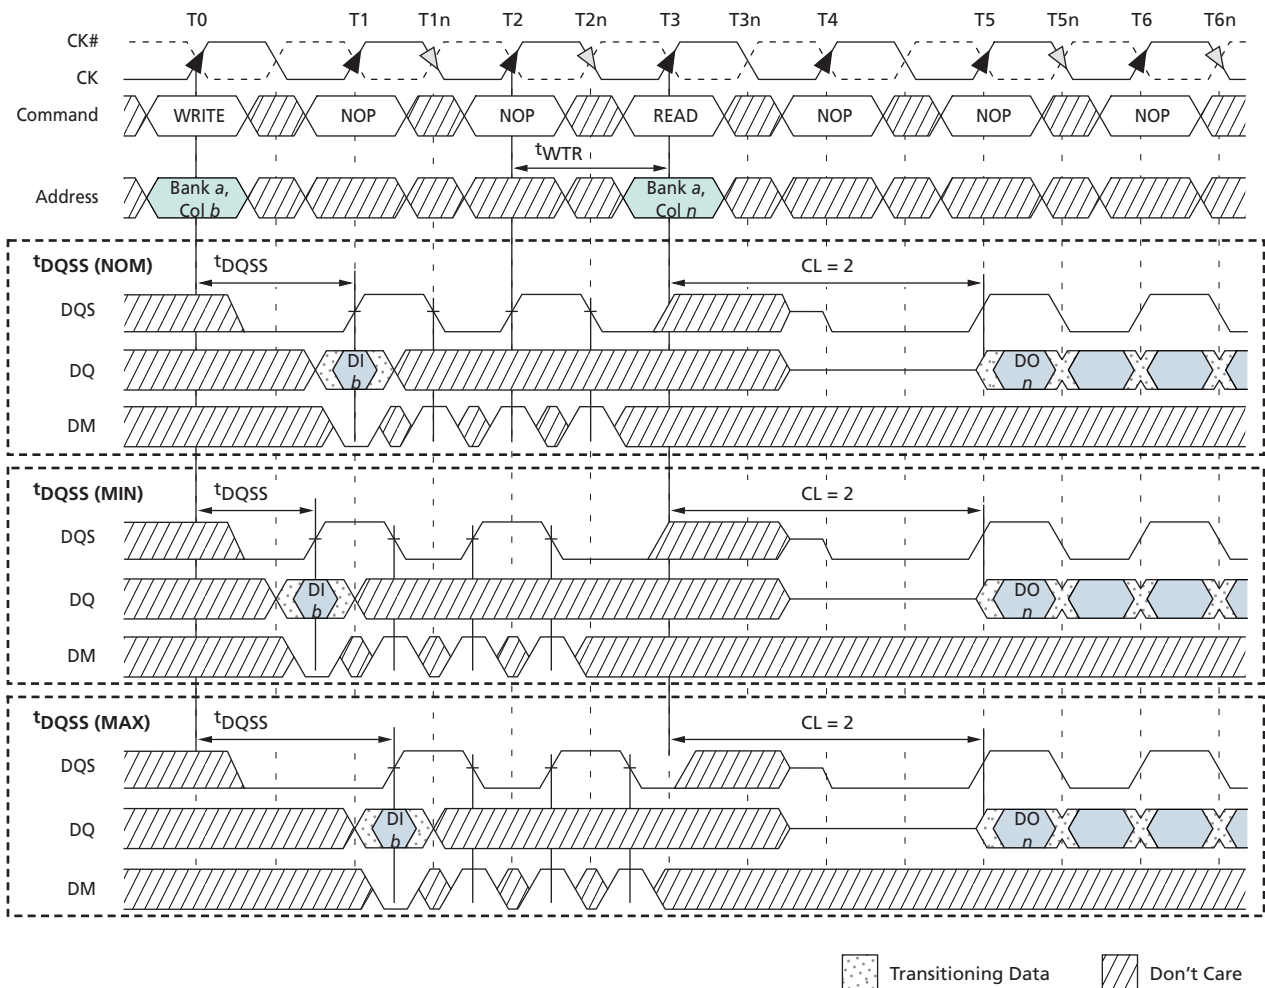 T0 T1 T1n T2 T2n T3 T3n T4 T5 T5n T6 T6n
CK#
CK
Command WRITE NOP NOP READ NOP NOP NOP
tWTR
Address Bank a, Col b Bank a, Col n
tDQSS (NOM) tDQSS CL = 2
DQS
DQ DI b DO n
DM
tDQSS (MIN) tDQSS CL = 2
DQS
DQ DI b DO n
DM
tDQSS (MAX) tDQSS CL = 2
DQS
DQ DI b DO n
DM
Transitioning Data Don't Care